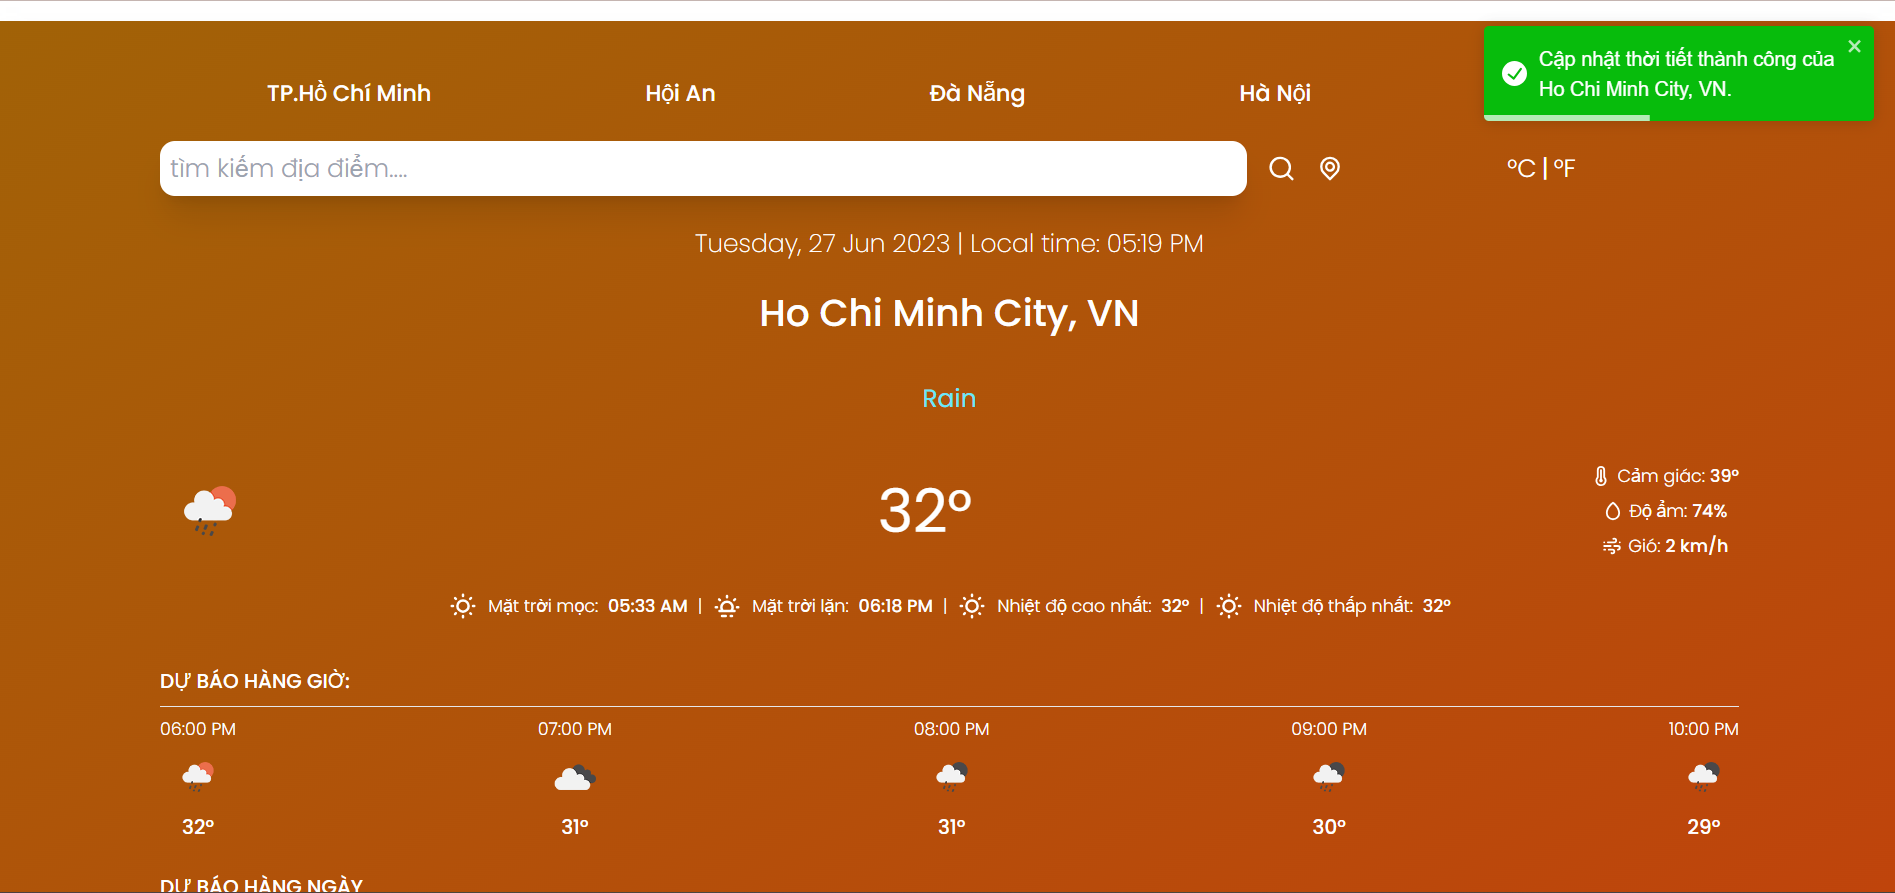 Cập nhật thời tiết thành công của
Ho Chi Minh City, VN.
TP.Hồ Chí Minh Hội An Đà Nẵng Hà Nội
tìm kiếm địa điểm....
°C | °F
Tuesday, 27 Jun 2023 | Local time: 05:19 PM
Ho Chi Minh City, VN
Rain
32°
Cảm giác: 39°
Độ ẩm: 74%
Gió: 2 km/h
Mặt trời mọc: 05:33 AM | Mặt trời lặn: 06:18 PM | Nhiệt độ cao nhất: 32° | Nhiệt độ thấp nhất: 32°
DỰ BÁO HÀNG GIỜ:
06:00 PM 07:00 PM 08:00 PM 09:00 PM 10:00 PM
32° 31° 31° 30° 29°
DỰ BÁO HÀNG NGÀY